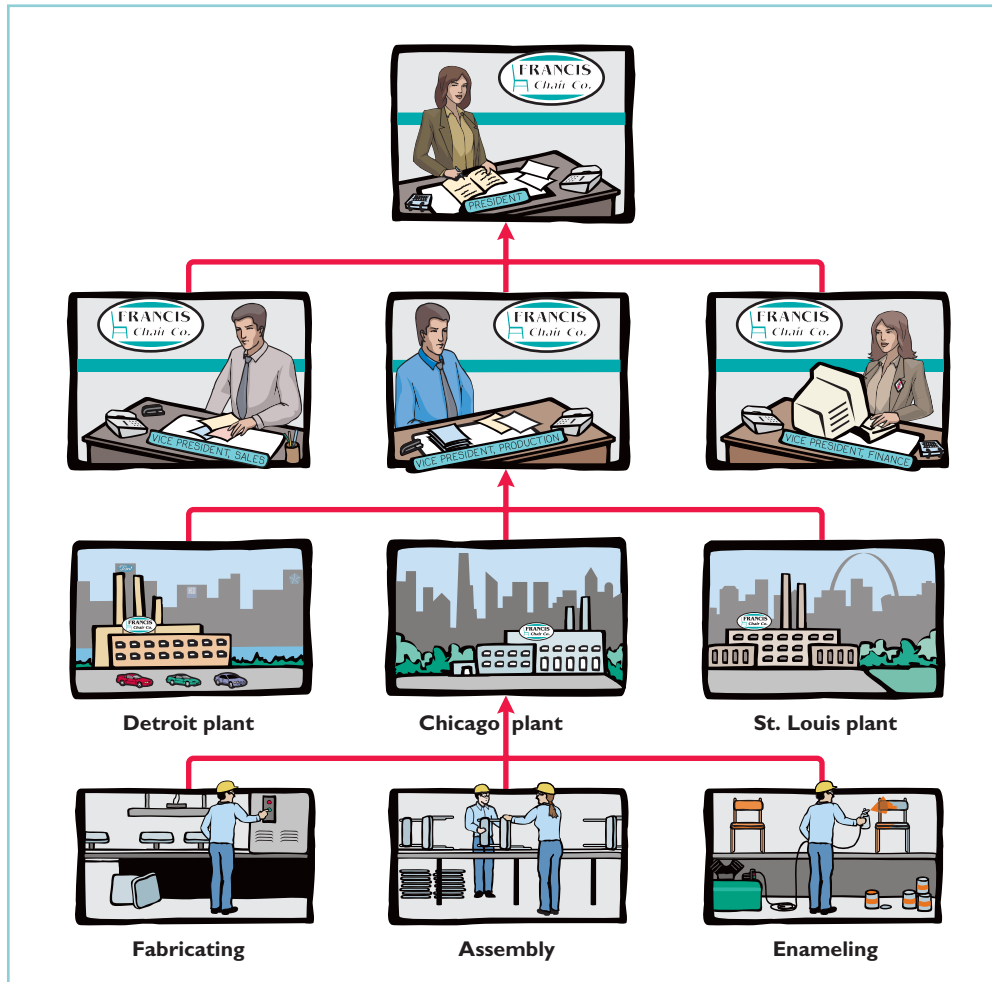 FRANCIS
Chair Co.
PRESIDENT
FRANCIS
Chair Co.
VICE PRESIDENT, SALES
FRANCIS
Chair Co.
VICE PRESIDENT, PRODUCTION
FRANCIS
Chair Co.
VICE PRESIDENT, FINANCE
FRANCIS
Chair Co.
FRANCIS
Chair Co.
FRANCIS
Chair Co.
Detroit plant
Chicago plant
St. Louis plant
Fabricating
Assembly
Enameling